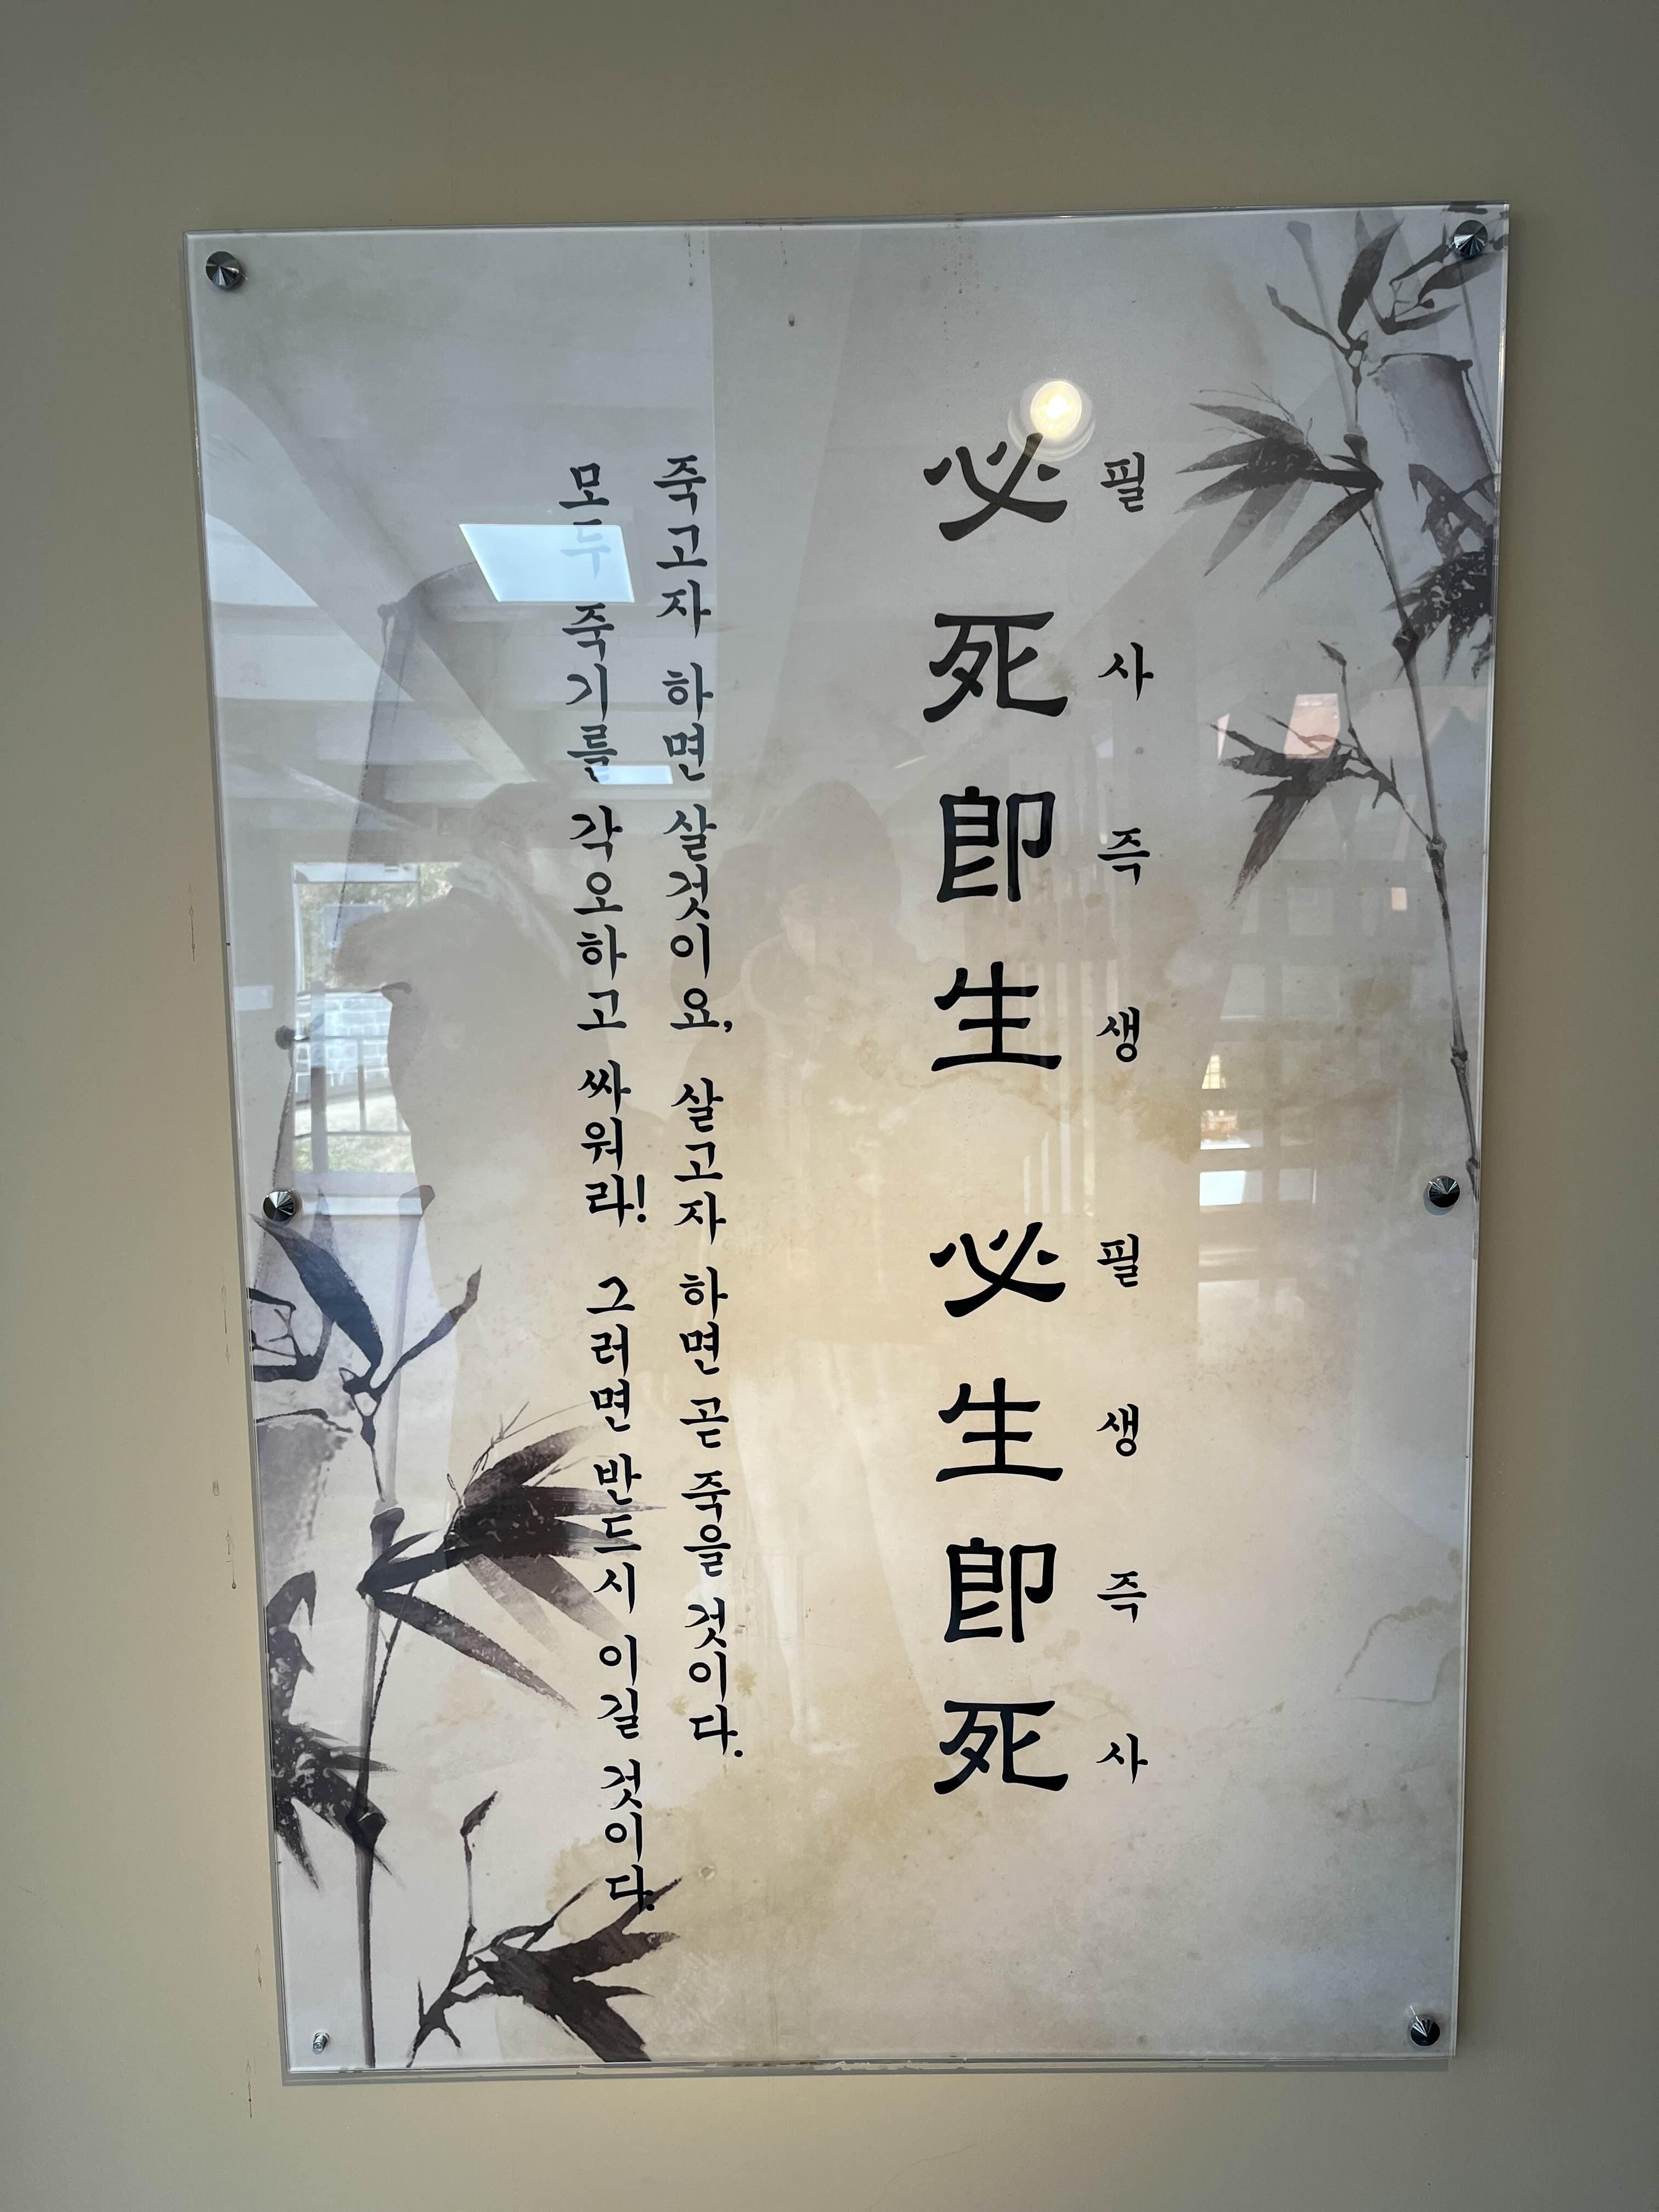 필사즉생 필생즉사
必死卽生 必生卽死
죽고자 하면 살것이요, 살고자 하면 곧 죽을 것이다.
모두 죽기를 각오하고 싸워라! 그러면 반드시 이길 것이다.